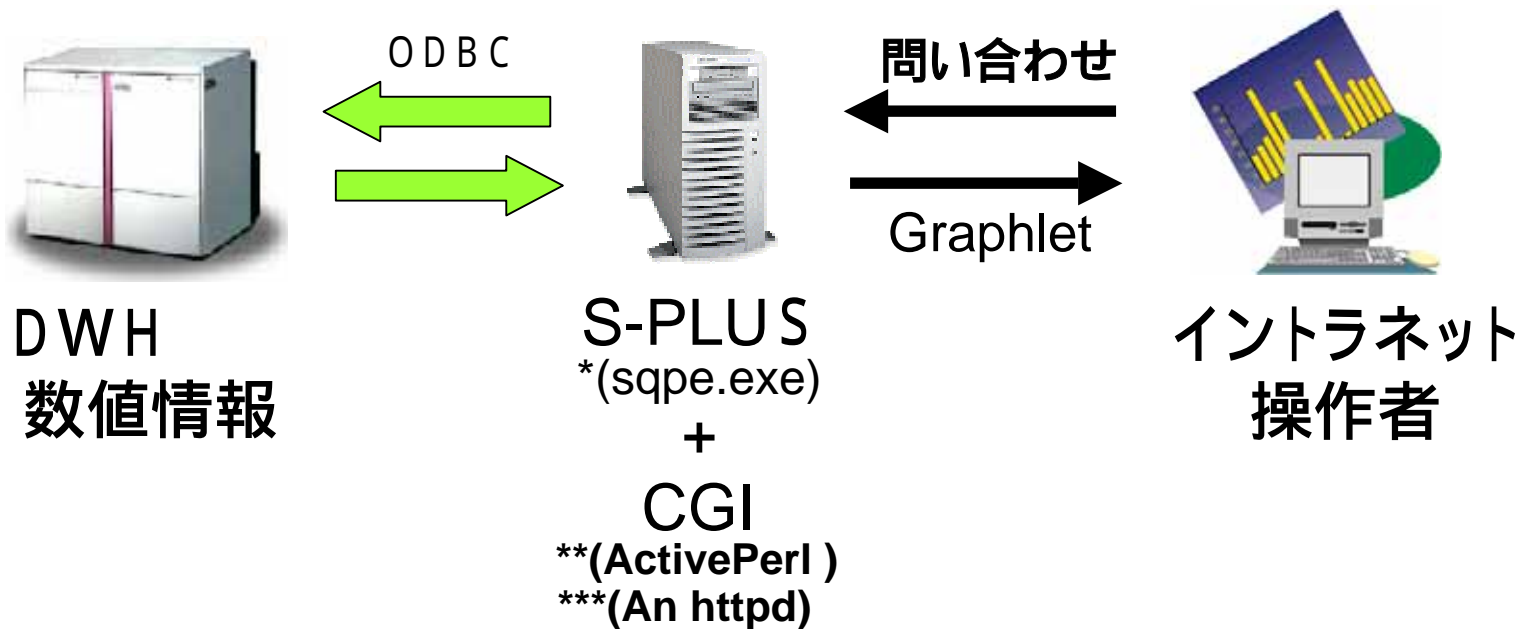 ＯＤＢＣ
問い合わせ
Graphlet
ＤＷＨ
数値情報
S-PLUＳ
*(sqpe.exe)
+
CGI
**(ActivePerl )
***(An httpd)
イントラネット
操作者